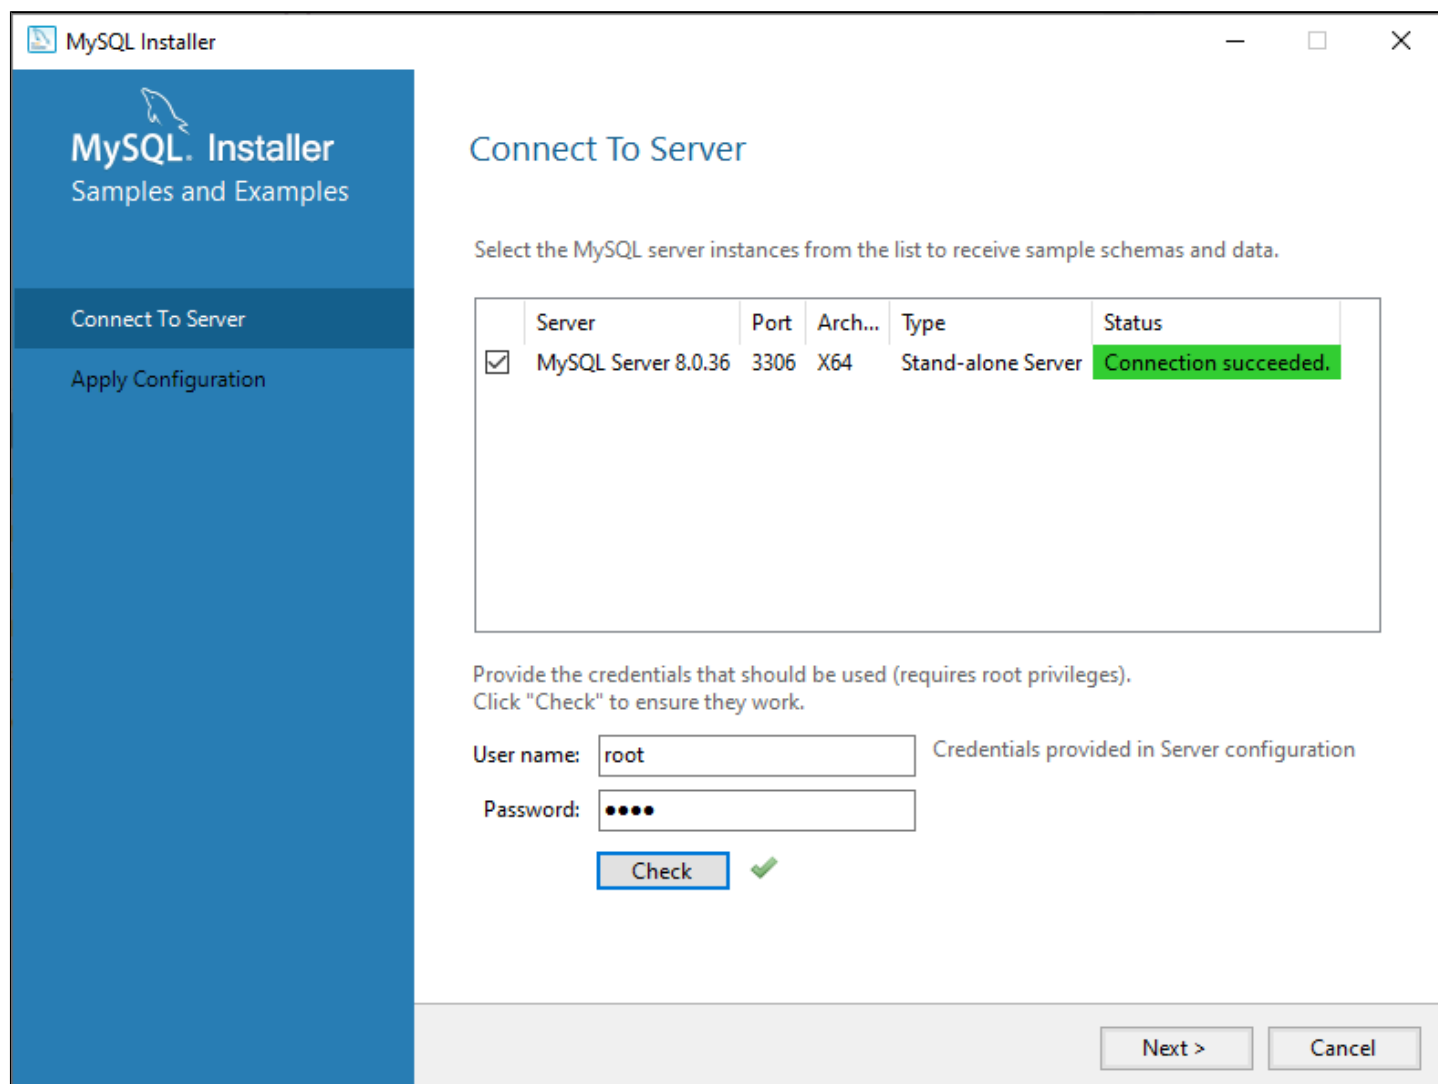 MySQL Installer
MySQL. Installer
Samples and Examples
Connect To Server
Apply Configuration
Connect To Server
Select the MySQL server instances from the list to receive sample schemas and data.
Server Port Arch... Type Status
MySQL Server 8.0.36 3306 X64 Stand-alone Server Connection succeeded.
Provide the credentials that should be used (requires root privileges).
Click "Check" to ensure they work.
User name: root Credentials provided in Server configuration
Password: ●●●●
Check
Next > Cancel